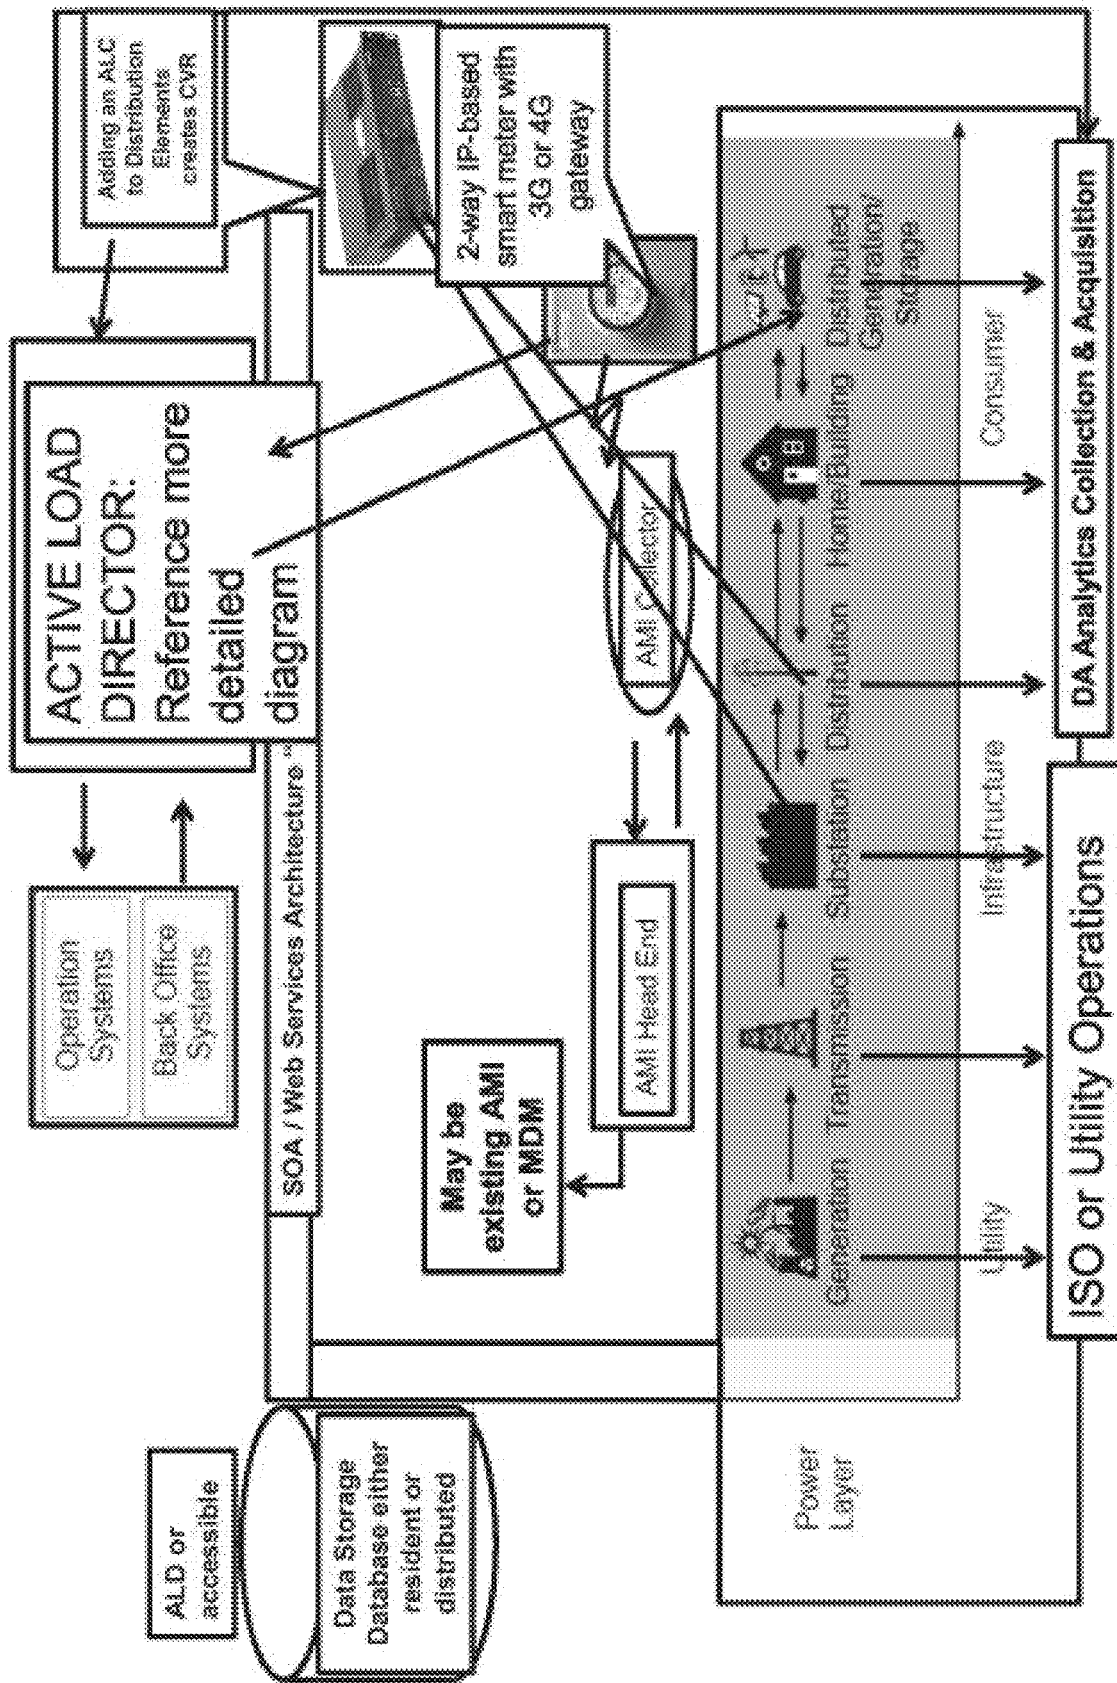 ALD or
accessible
Data Storage
Database either
resident or
distributed
Operation
Systems
Back Office
Systems
ACTIVE LOAD
DIRECTOR:
Reference more
detailed
diagram
Adding an ALC
to Distribution
Elements
creates CVR
SOA / Web Services Architecture
2-way IP-based
smart meter with
3G or 4G
gateway
May be
existing AMI
or MDM
AMI Head End
AMI Collector
Power
Layer
Generation
Transmission
Substation
Distribution
Home/Building
Distributed
Generation/
Storage
Utility
Infrastructure
Consumer
ISO or Utility Operations
DA Analytics Collection & Acquisition